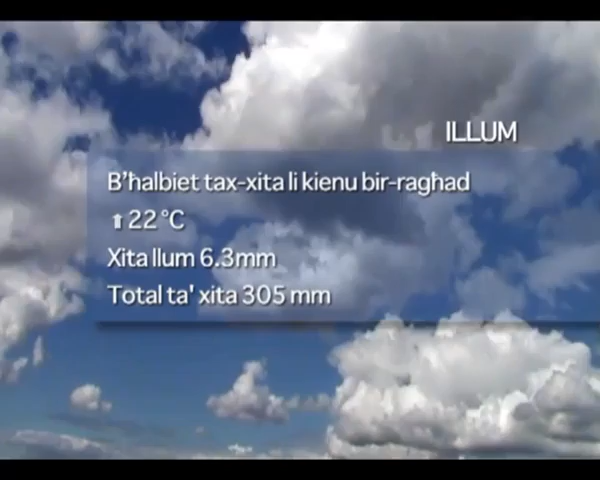 ILLUM
B'ħalbiet tax-xita li kienu bir-ragħad
⬆22 °C
Xita llum 6.3mm
Total ta' xita 305 mm